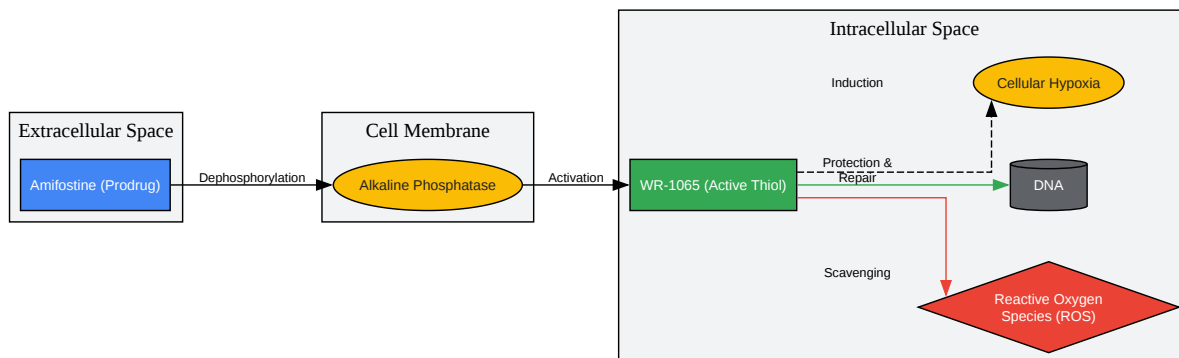 Extracellular Space
Amifostine (Prodrug)
Dephosphorylation
Cell Membrane
Alkaline Phosphatase
Activation
Intracellular Space
WR-1065 (Active Thiol)
Induction
Cellular Hypoxia
Protection &
Repair
DNA
Scavenging
Reactive Oxygen
Species (ROS)